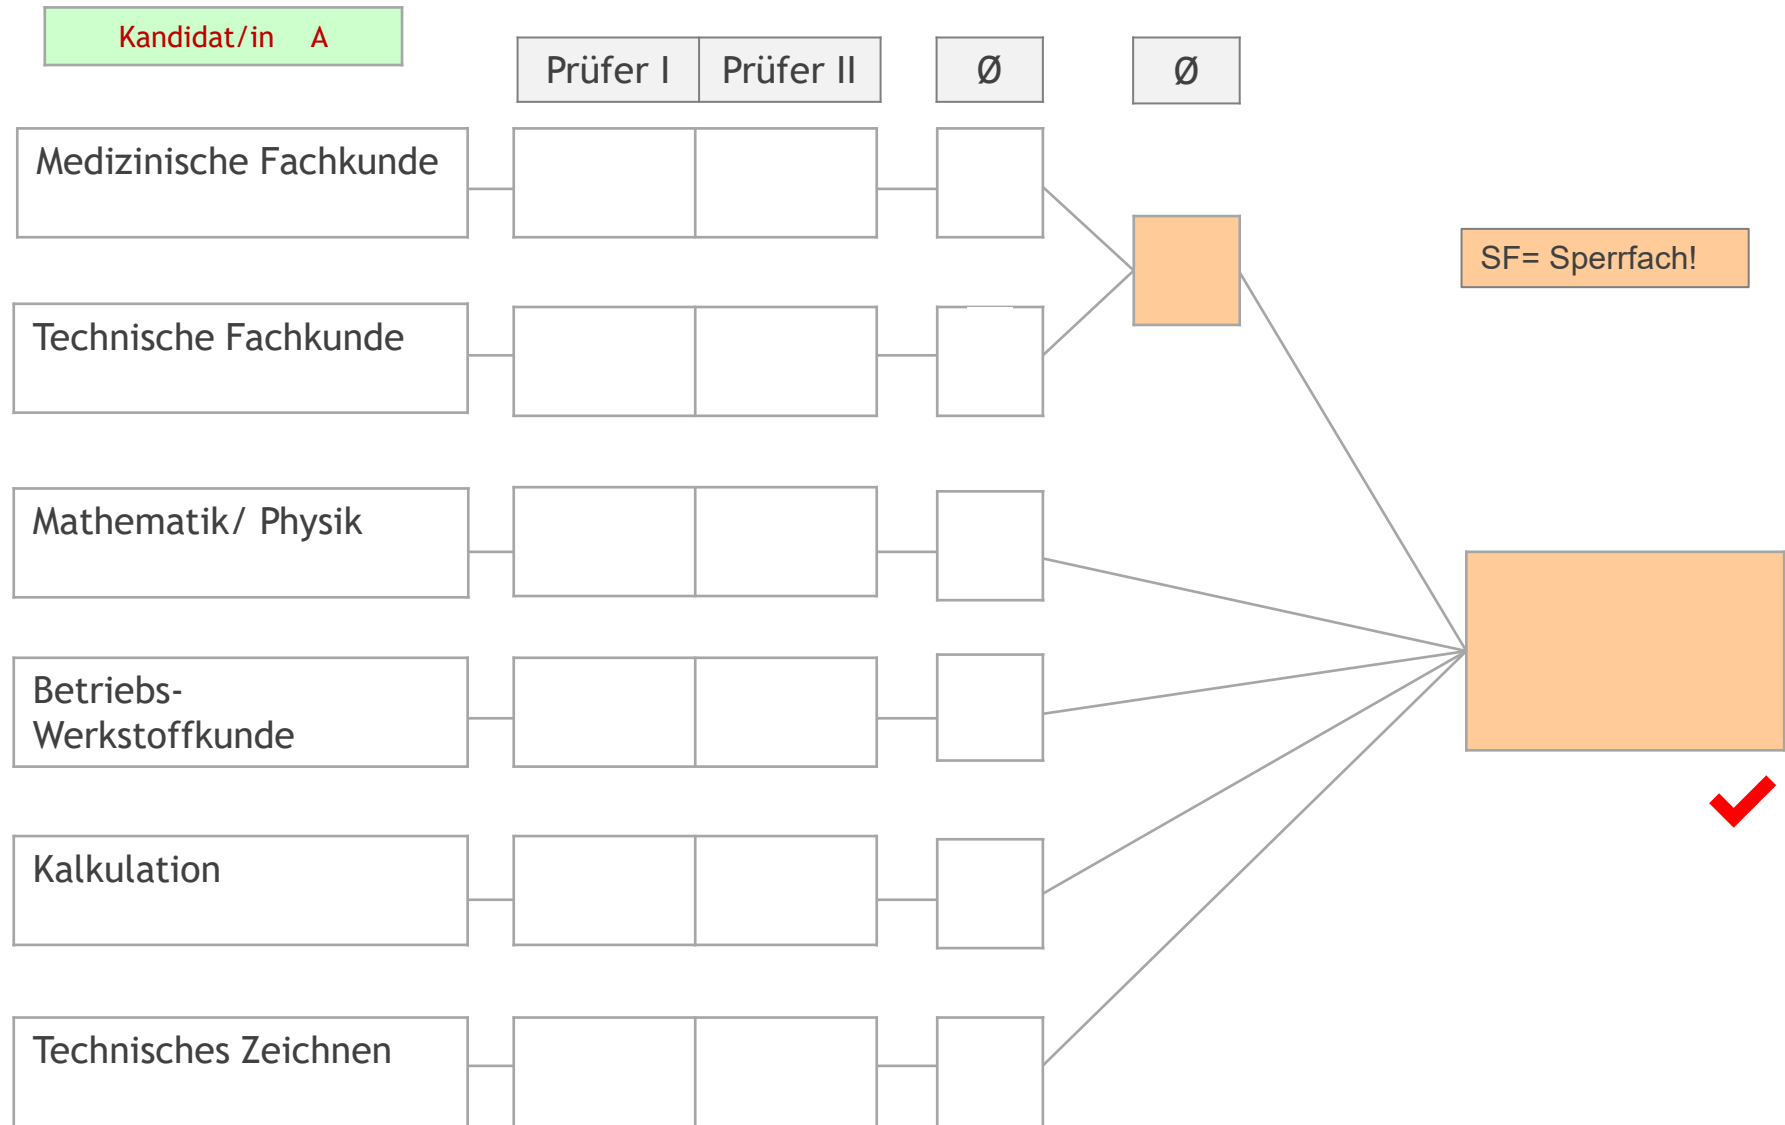 Kandidat/in A
Prüfer I Prüfer II Ø Ø
Medizinische Fachkunde
SF= Sperrfach!
Technische Fachkunde
Mathematik/ Physik
Betriebs-
Werkstoffkunde
Kalkulation
Technisches Zeichnen